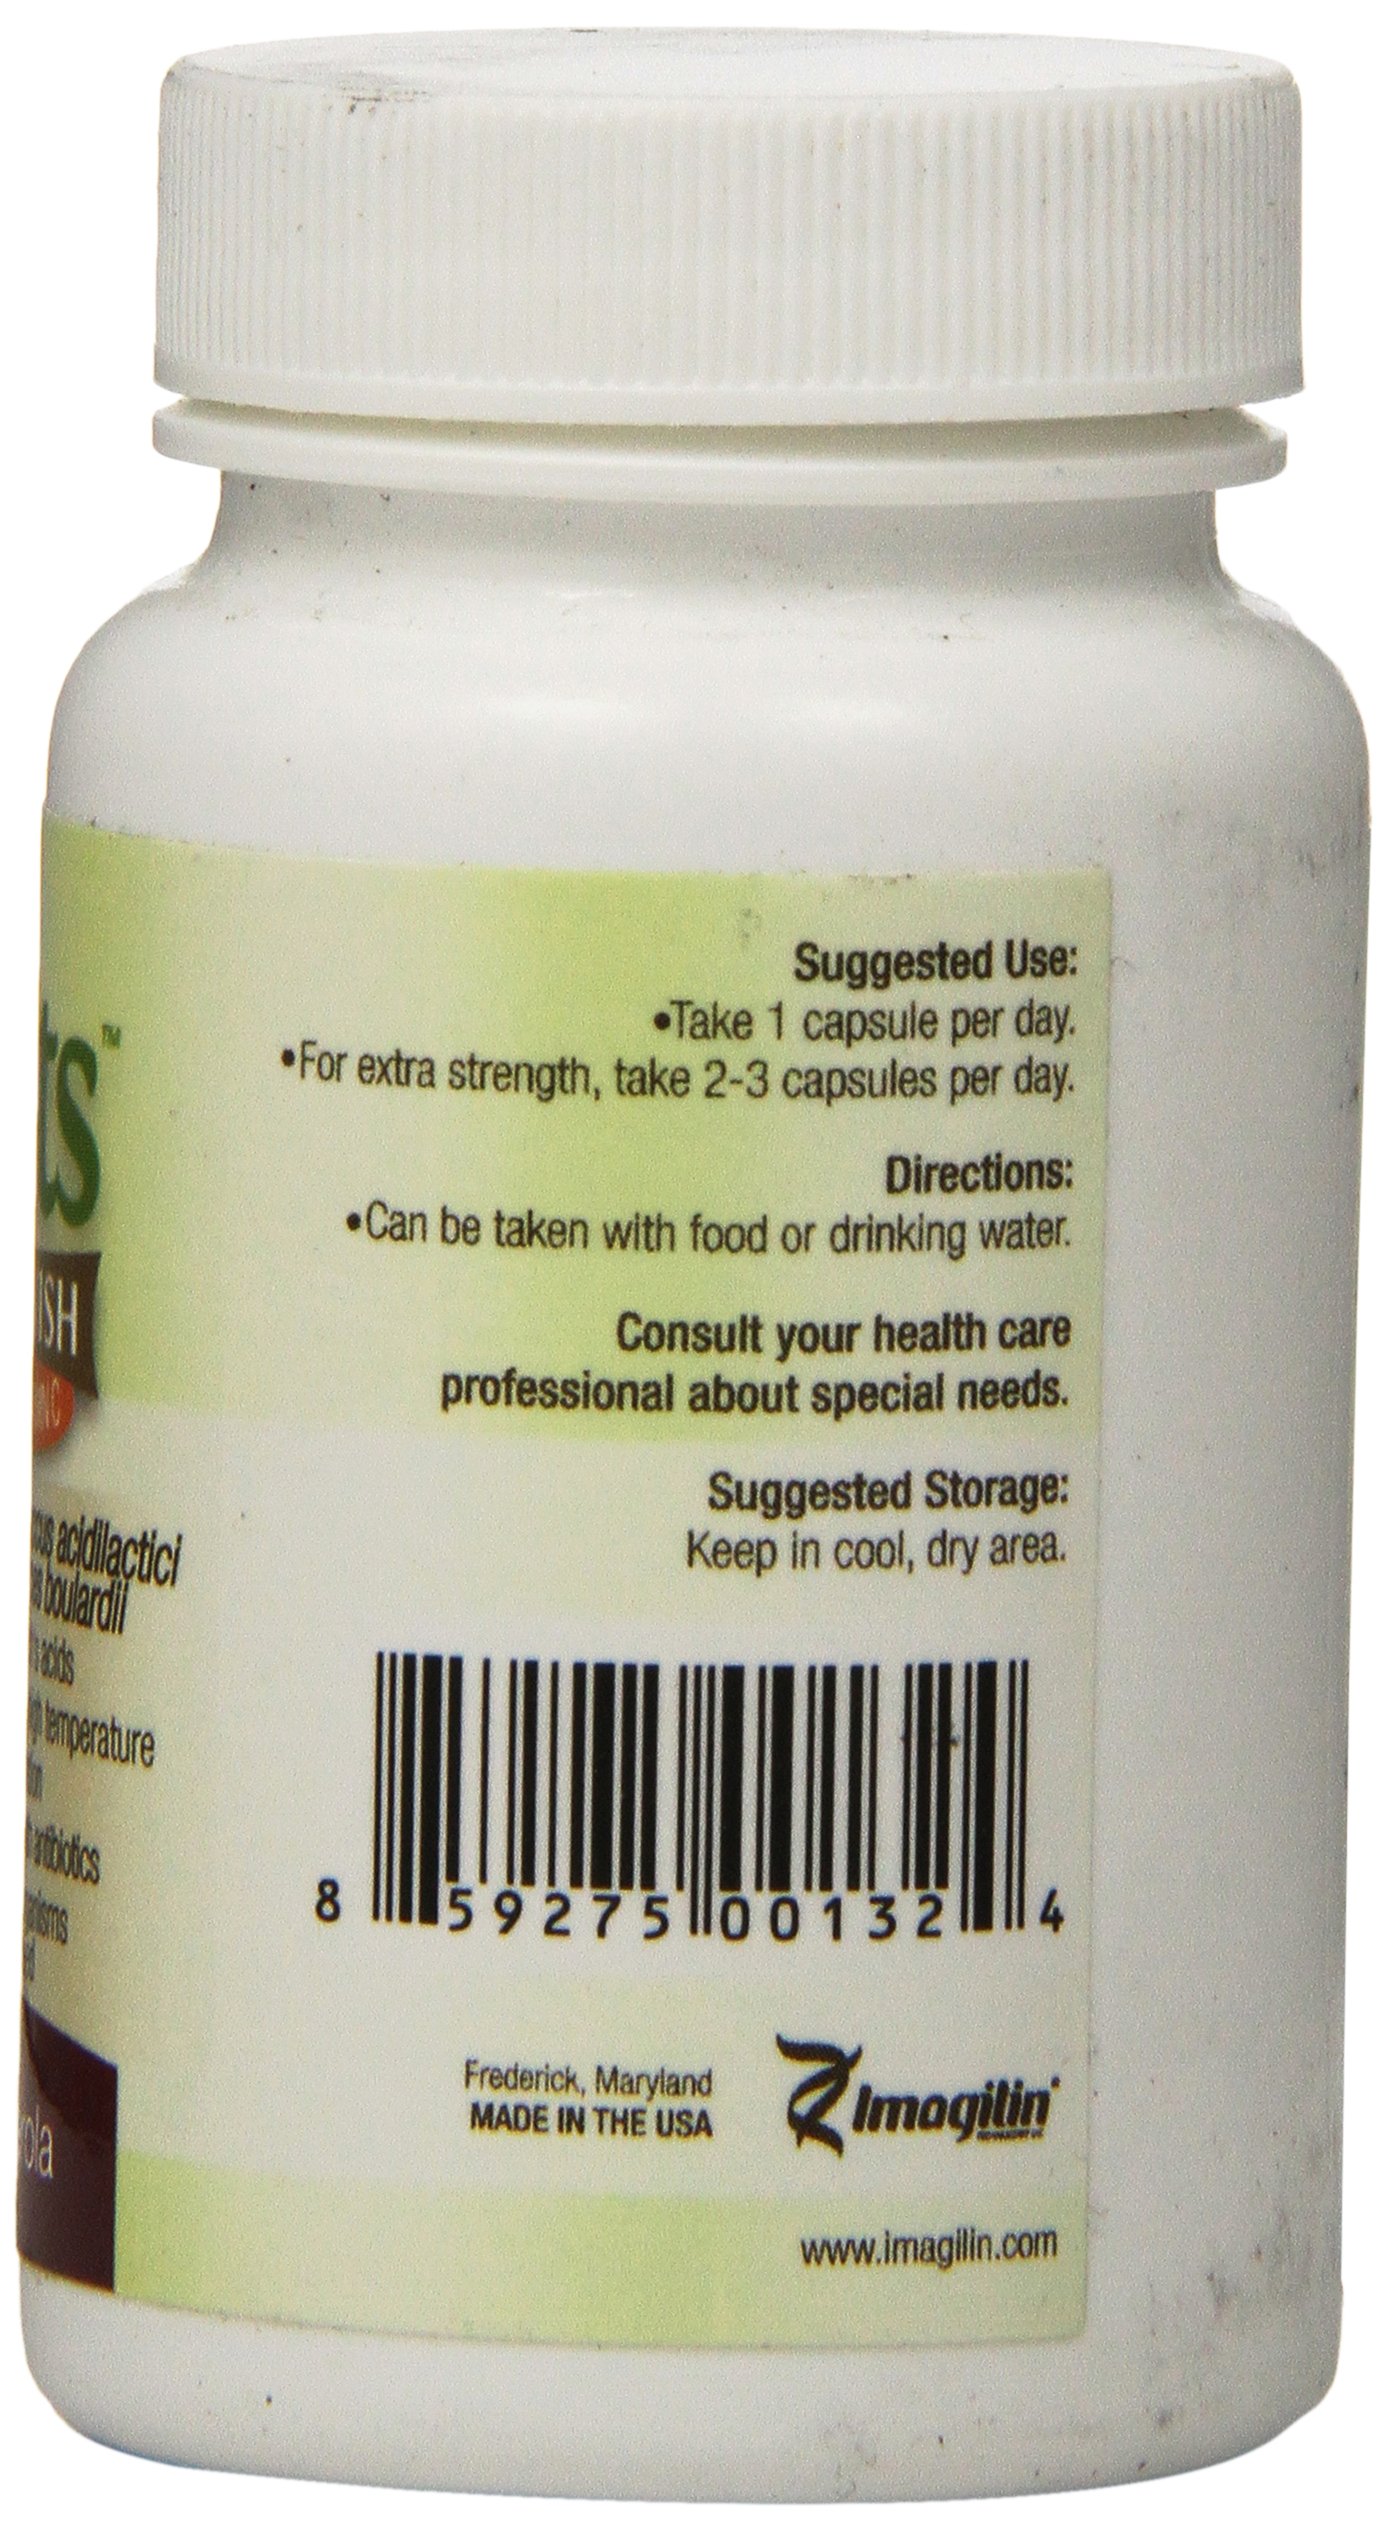 ts™
ISH
acidilactici
boulardii
acids
temperature
antibiotics
Suggested Use:
•Take 1 capsule per day.
•For extra strength, take 2-3 capsules per day.
Directions:
•Can be taken with food or drinking water.
Consult your health care
professional about special needs.
Suggested Storage:
Keep in cool, dry area.
8 59275 00132 4
Frederick, Maryland
MADE IN THE USA
Imagilin
www.imagilin.com